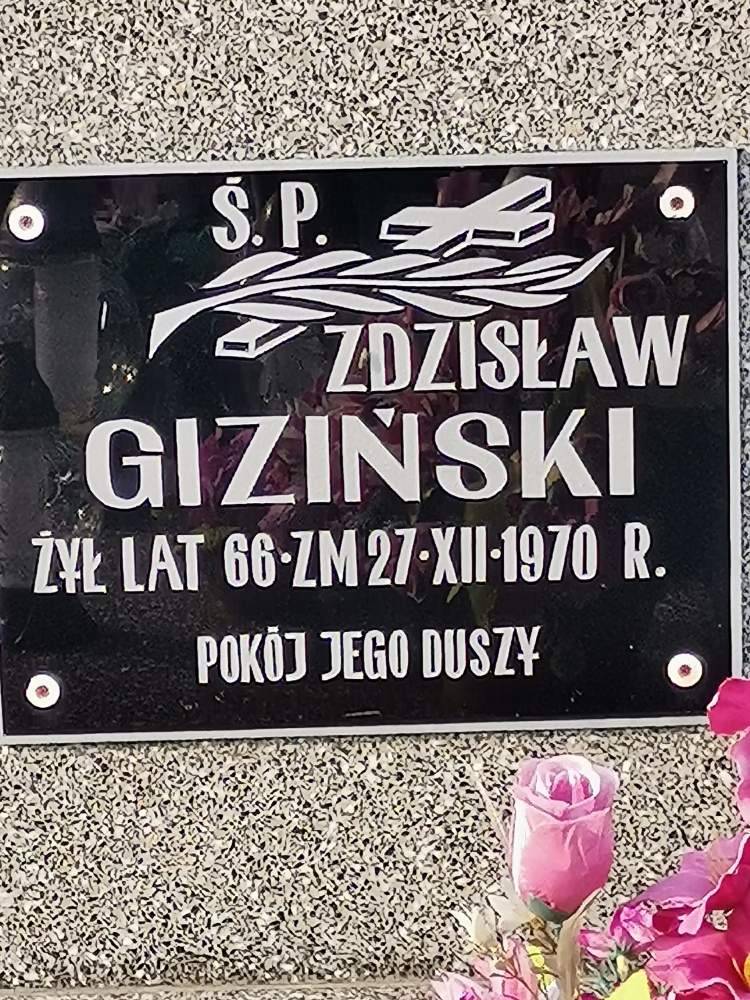 Ś. P.
ZDZISŁAW
GIZIŃSKI
ŻYŁ LAT 66·ZM 27·XII·1970 R.
POKÓJ JEGO DUSZY